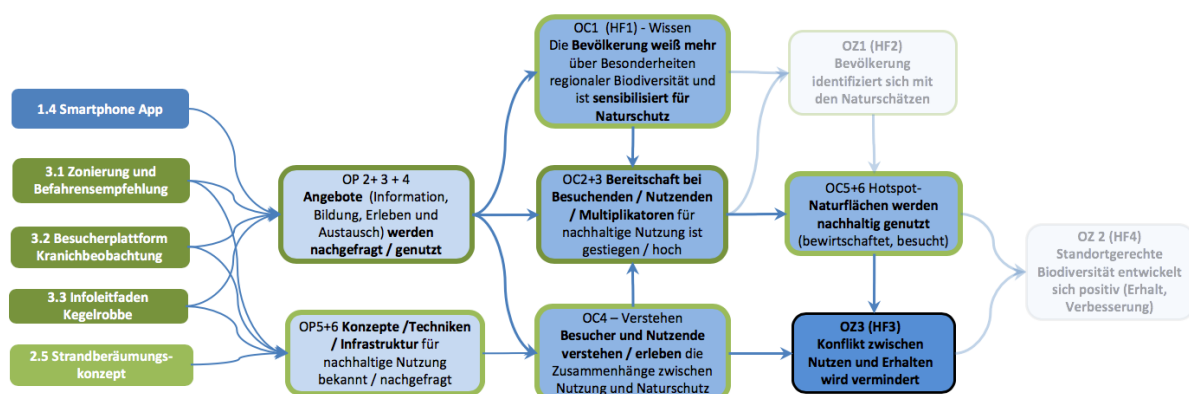 1.4 Smartphone App
3.1 Zonierung und
Befahrensempfehlung
3.2 Besucherplattform
Kranichbeobachtung
3.3 Infoleitfaden
Kegelrobbe
2.5 Strandberäumungs-
konzept
OP 2+ 3 + 4
Angebote (Information,
Bildung, Erleben und
Austausch) werden
nachgefragt / genutzt
OP5+6 Konzepte /Techniken
/ Infrastruktur für
nachhaltige Nutzung
bekannt / nachgefragt
OC1 (HF1) - Wissen
Die Bevölkerung weiß mehr
über Besonderheiten
regionaler Biodiversität und
ist sensibilisiert für
Naturschutz
OC2+3 Bereitschaft bei
Besuchenden / Nutzenden
/ Multiplikatoren für
nachhaltige Nutzung ist
gestiegen / hoch
OC4 – Verstehen
Besucher und Nutzende
verstehen / erleben die
Zusammenhänge zwischen
Nutzung und Naturschutz
OZ1 (HF2)
Bevölkerung
identifiziert sich mit
den Naturschätzen
OC5+6 Hotspot-
Naturflächen werden
nachhaltig genutzt
(bewirtschaftet, besucht)
OZ3 (HF3)
Konflikt zwischen
Nutzen und Erhalten
wird vermindert
OZ 2 (HF4)
Standortgerechte
Biodiversität entwickelt
sich positiv (Erhalt,
Verbesserung)